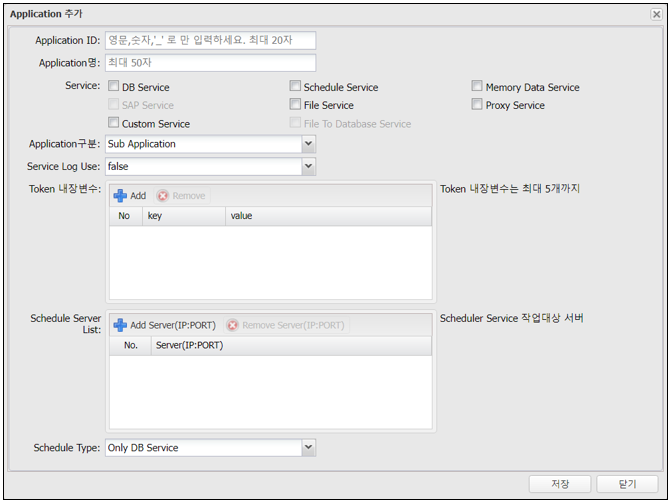 Application 추가
Application ID: 영문,숫자,'_' 로 만 입력하세요. 최대 20자
Application명: 최대 50자
Service: DB Service Schedule Service Memory Data Service
SAP Service File Service Proxy Service
Custom Service File To Database Service
Application구분: Sub Application
Service Log Use: false
Token 내장변수: Add Remove Token 내장변수는 최대 5개까지
No key value
Schedule Server List: Add Server(IP:PORT) Remove Server(IP:PORT) Scheduler Service 작업대상 서버
No. Server(IP:PORT)
Schedule Type: Only DB Service
저장 닫기